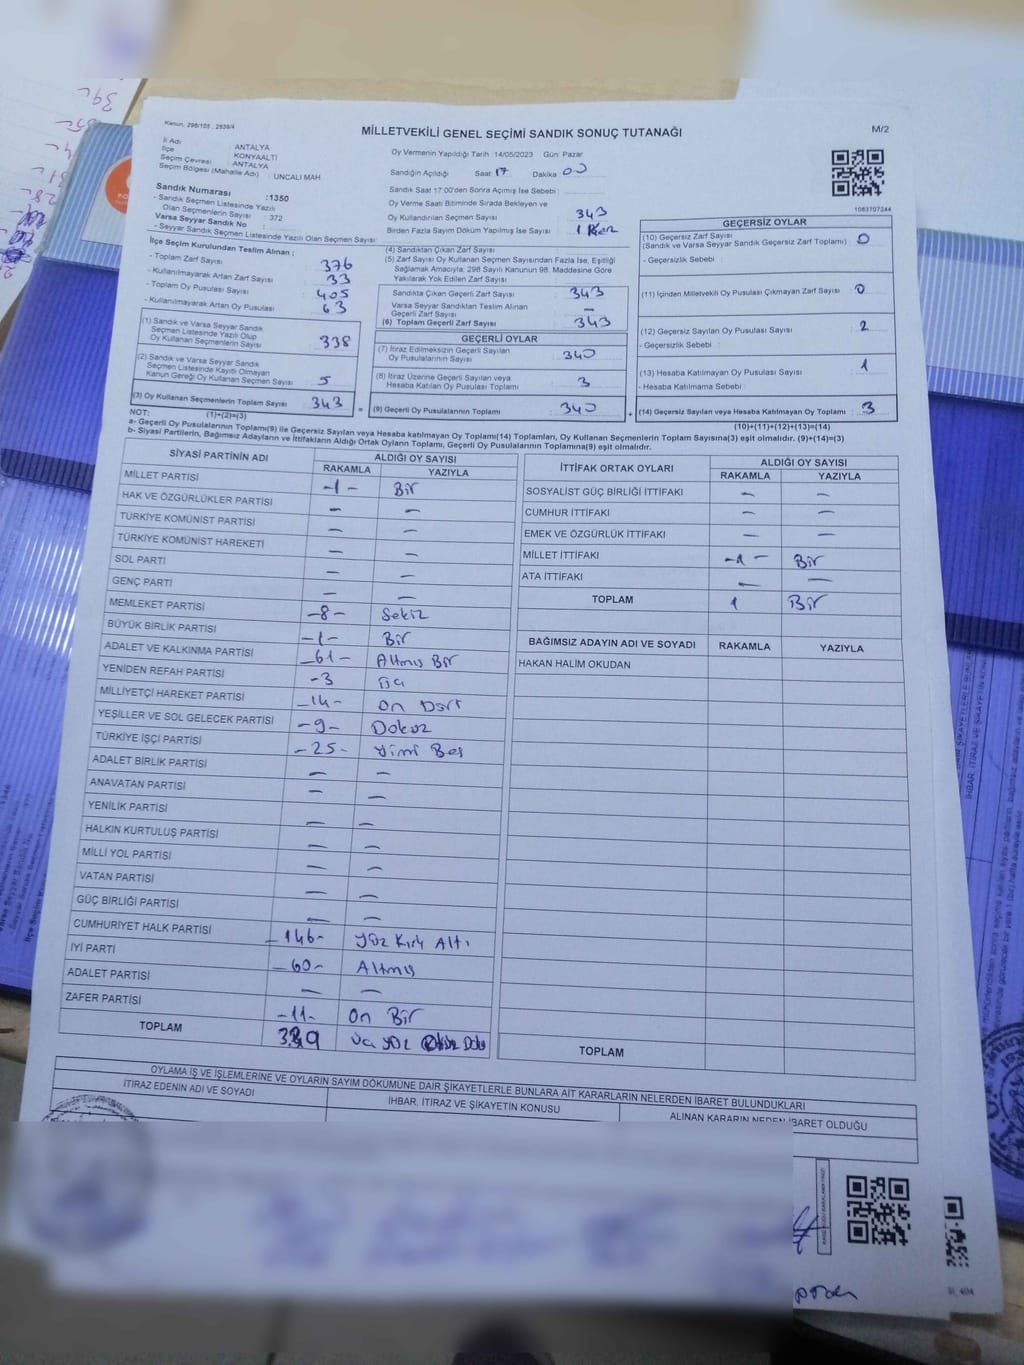 Kanun, 298/105 , 2839/4
MİLLETVEKİLİ GENEL SEÇİMİ SANDIK SONUÇ TUTANAĞI
M/2
İl Adı : ANTALYA
İlçe : KONYAALTI
Seçim Çevresi : ANTALYA
Seçim Bölgesi (Mahalle Adı) : UNCALI MAH
Sandık Numarası :1350
- Sandık Seçmen Listesinde Yazılı
Olan Seçmenlerin Sayısı : 372
Varsa Seyyar Sandık No :
- Seyyar Sandık Seçmen Listesinde Yazılı Olan Seçmen Sayısı:
İlçe Seçim Kurulundan Teslim Alınan ;
- Toplam Zarf Sayısı 376
- Kullanılmayarak Artan Zarf Sayısı 33
- Toplam Oy Pusulası Sayısı 405
- Kullanılmayarak Artan Oy Pusulası 63
(1) Sandık ve Varsa Seyyar Sandık
Seçmen Listesinde Yazılı Olup
Oy Kullanan Seçmenlerin Sayısı 338
(2) Sandık ve Varsa Seyyar Sandık
Seçmen Listesinde Kayıtlı Olmayan
Kanun Gereği Oy Kullanan Seçmen Sayısı 5
(3) Oy Kullanan Seçmenlerin Toplam Sayısı 343
Oy Vermenin Yapıldığı Tarih :14/05/2023 Gün: Pazar
Sandığın Açıldığı Saat 17 Dakika 00
Sandık Saat 17:00'den Sonra Açılmış İse Sebebi :
Oy Verme Saati Bitiminde Sırada Bekleyen ve
Oy Kullandırılan Seçmen Sayısı 343
Birden Fazla Sayım Döküm Yapılmış İse Sayısı 1 Kez
(4) Sandıktan Çıkan Zarf Sayısı
(5) Zarf Sayısı Oy Kullanan Seçmen Sayısından Fazla İse, Eşitliği
Sağlamak Amacıyla; 298 Sayılı Kanunun 98. Maddesine Göre
Yakılarak Yok Edilen Zarf Sayısı :
Sandıkta Çıkan Geçerli Zarf Sayısı 343
Varsa Seyyar Sandıktan Teslim Alınan
Geçerli Zarf Sayısı —
(6) Toplam Geçerli Zarf Sayısı 343
GEÇERLİ OYLAR
(7) İtiraz Edilmeksizin Geçerli Sayılan
Oy Pusulalarının Sayısı 340
(8) İtiraz Üzerine Geçerli Sayılan veya
Hesaba Katılan Oy Pusulası Toplamı 3
= (9) Geçerli Oy Pusulalarının Toplamı 340 +
1083707244
GEÇERSİZ OYLAR
(10) Geçersiz Zarf Sayısı : 0
(Sandık ve Varsa Seyyar Sandık Geçersiz Zarf Toplamı)
- Geçersizlik Sebebi :
(11) İçinden Milletvekili Oy Pusulası Çıkmayan Zarf Sayısı : 0
(12) Geçersiz Sayılan Oy Pusulası Sayısı : 2
- Geçersizlik Sebebi :
(13) Hesaba Katılmayan Oy Pusulası Sayısı : 1
- Hesaba Katılmama Sebebi :
(14) Geçersiz Sayılan veya Hesaba Katılmayan Oy Toplamı : 3
NOT: (1)+(2)=(3)
(10)+(11)+(12)+(13)=(14)
a- Geçerli Oy Pusulasının Toplamı(9) ile Geçersiz Sayılan veya Hesaba katılmayan Oy Toplam(14) Toplamları, Oy Kullanan Seçmenlerin Toplam Sayısına(3) eşit olmalıdır. (9)+(14)=(3)
b- Siyasi Partilerin, Bağımsız Adayların ve İttifakların Aldığı Ortak Oyların Toplamı, Geçerli Oy Pusulasının Toplamına(9) eşit olmalıdır.
SİYASİ PARTİNİN ADI ALDIĞI OY SAYISI
RAKAMLA YAZIYLA
MİLLET PARTİSİ -1- Bir
HAK VE ÖZGÜRLÜKLER PARTİSİ — —
TÜRKİYE KOMÜNİST PARTİSİ — —
TÜRKİYE KOMÜNİST HAREKETİ — —
SOL PARTİ — —
GENÇ PARTİ — —
MEMLEKET PARTİSİ -8- Sekiz
BÜYÜK BİRLİK PARTİSİ -1- Bir
ADALET VE KALKINMA PARTİSİ -61- Altmış Bir
YENİDEN REFAH PARTİSİ -3 Üç
MİLLİYETÇİ HAREKET PARTİSİ -14- On Dört
YEŞİLLER VE SOL GELECEK PARTİSİ -9- Dokuz
TÜRKİYE İŞÇİ PARTİSİ -25- Yirmi Beş
ADALET BİRLİK PARTİSİ — —
ANAVATAN PARTİSİ — —
YENİLİK PARTİSİ — —
HALKIN KURTULUŞ PARTİSİ — —
MİLLİ YOL PARTİSİ — —
VATAN PARTİSİ — —
GÜÇ BİRLİĞİ PARTİSİ — —
CUMHURİYET HALK PARTİSİ -146- Yüz Kırk Altı
İYİ PARTİ -60- Altmış
ADALET PARTİSİ — —
ZAFER PARTİSİ -11- On Bir
TOPLAM 339 Üç Yüz
İTTİFAK ORTAK OYLARI ALDIĞI OY SAYISI
RAKAMLA YAZIYLA
SOSYALİST GÜÇ BİRLİĞİ İTTİFAKI — —
CUMHUR İTTİFAKI — —
EMEK VE ÖZGÜRLÜK İTTİFAKI — —
MİLLET İTTİFAKI -1- Bir
ATA İTTİFAKI — —
TOPLAM 1 Bir
BAĞIMSIZ ADAYIN ADI VE SOYADI RAKAMLA YAZIYLA
HAKAN HALİM OKUDAN
TOPLAM
OYLAMA İŞ VE İŞLEMLERİNE VE OYLARIN SAYIM DÖKÜMÜNE DAİR ŞİKAYETLERLE BUNLARA AİT KARARLARIN NELERDEN İBARET BULUNDUKLARI
İTİRAZ EDENİN ADI VE SOYADI İHBAR, İTİRAZ VE ŞİKAYETİN KONUSU ALINAN KARARIN NEDEN İBARET OLDUĞU